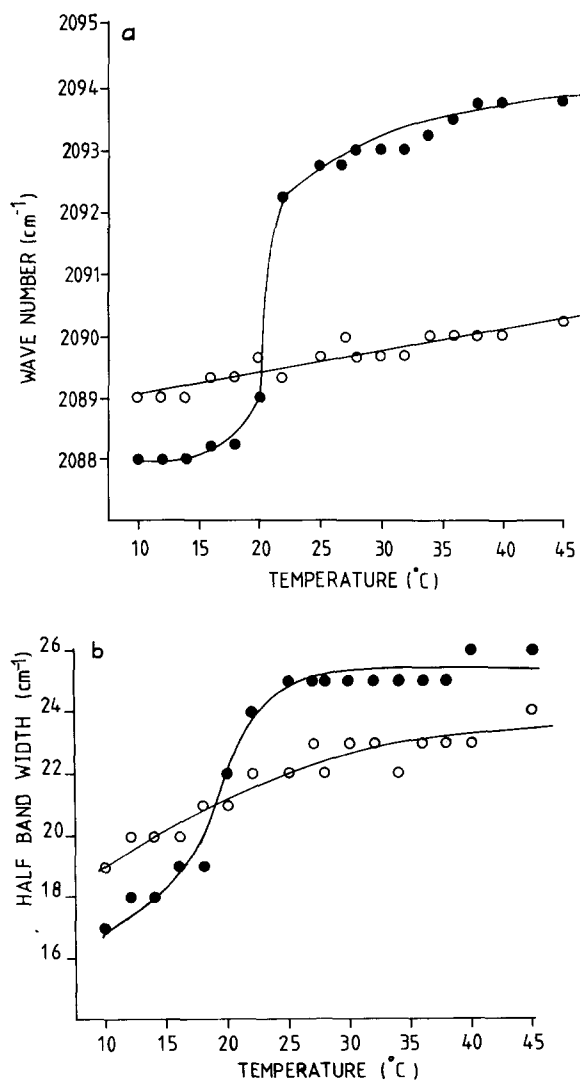 a
2095
2094
2093
2092
2091
2090
2089
2088
WAVE NUMBER (cm⁻¹)
10 15 20 25 30 35 40 45
TEMPERATURE (°C)
b
26
24
22
20
18
16
HALF BAND WIDTH (cm⁻¹)
10 15 20 25 30 35 40 45
TEMPERATURE (°C)